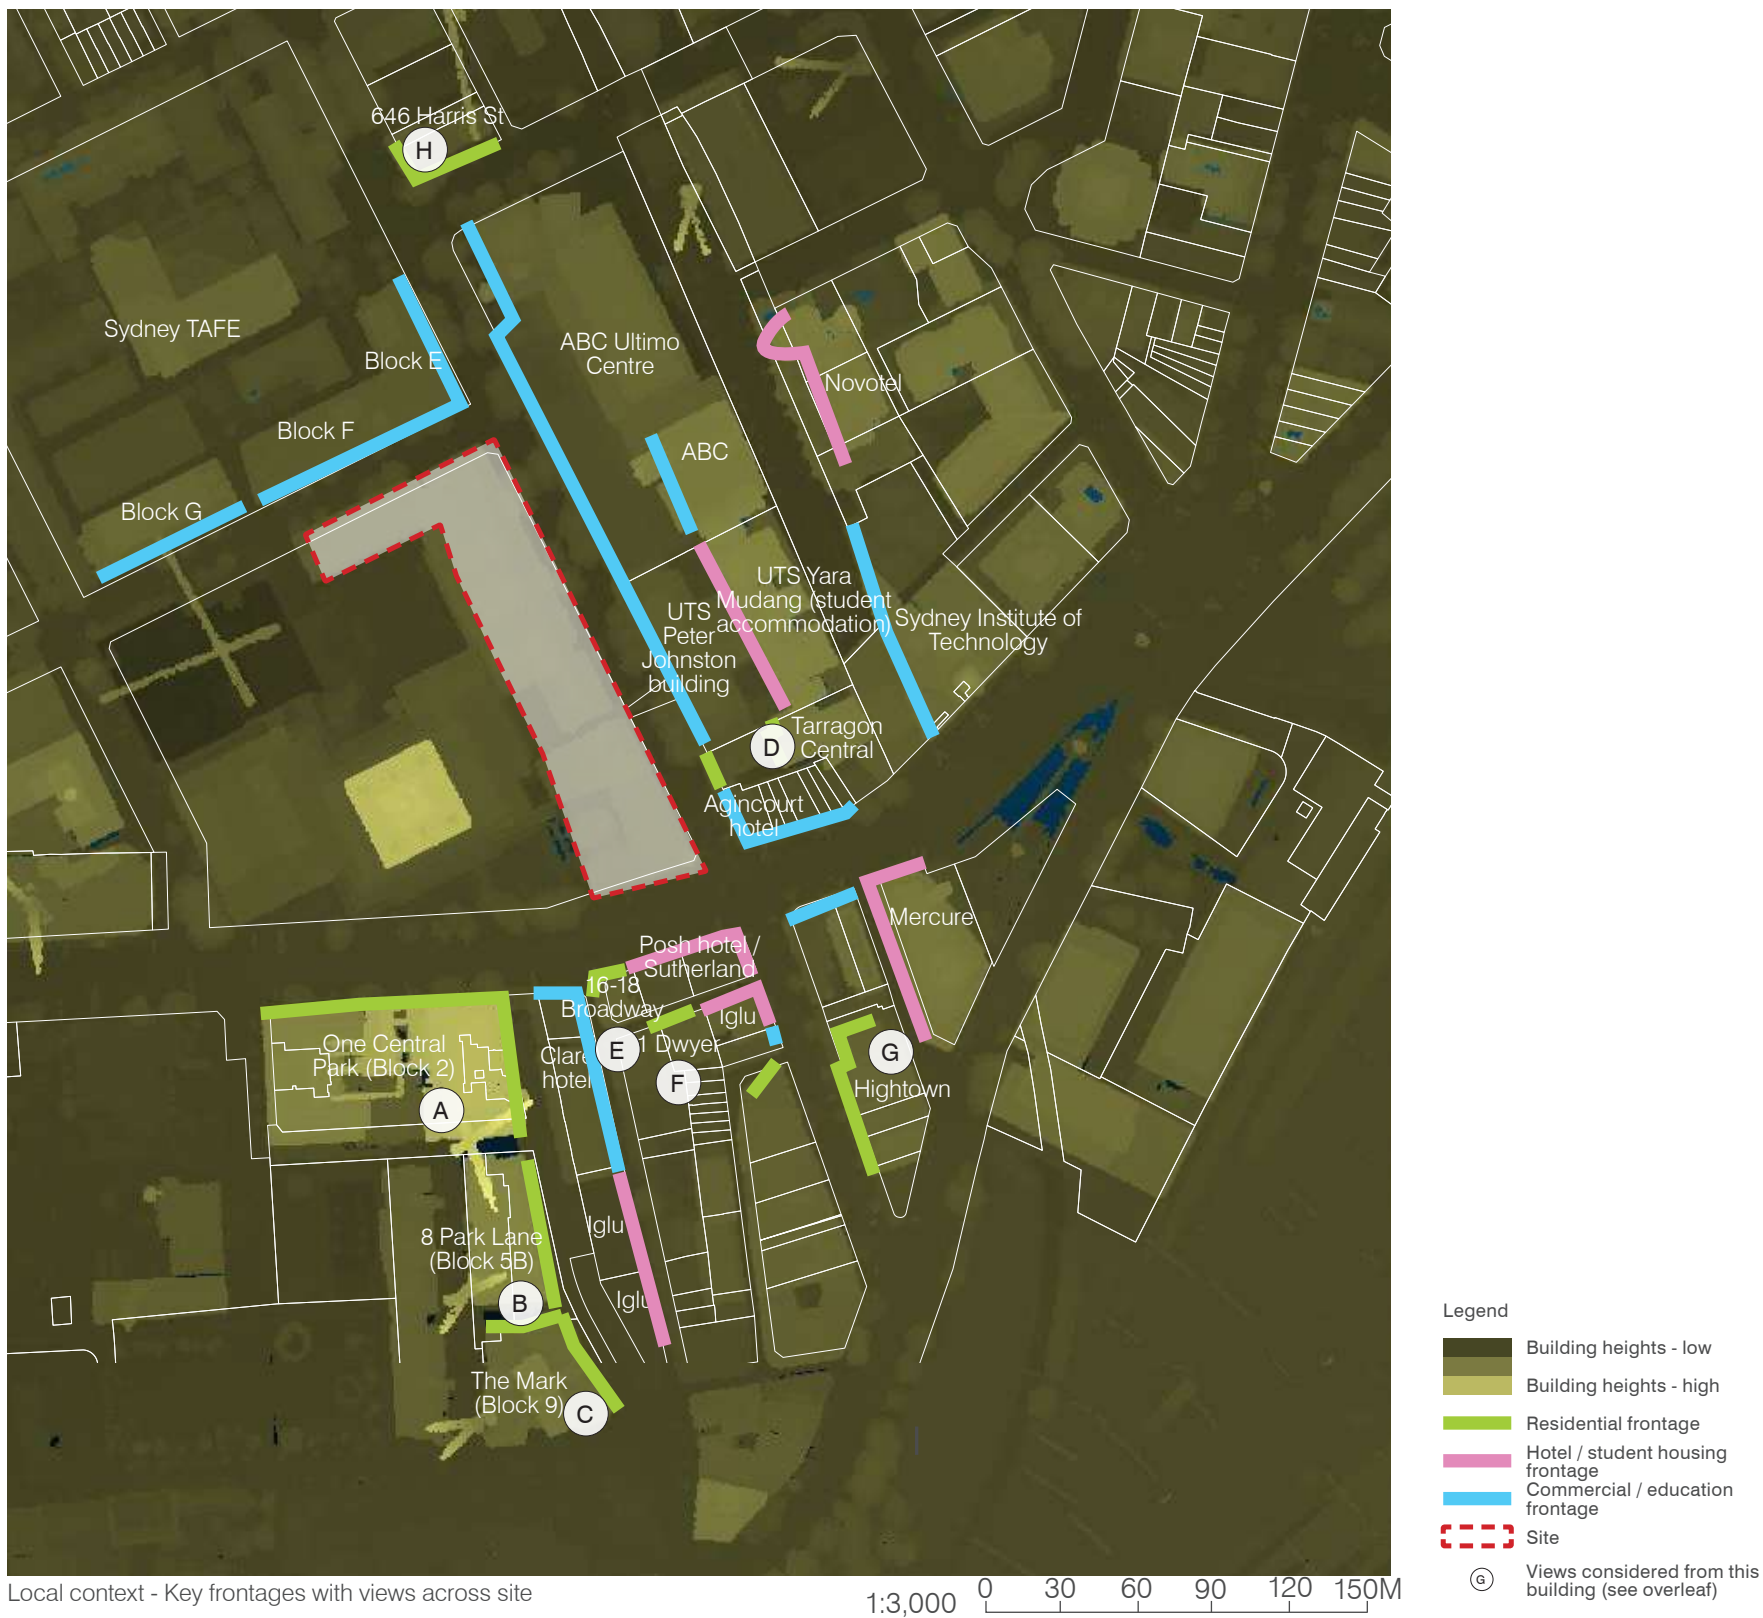 646 Harris St
H
Sydney TAFE
Block E
ABC Ultimo
Centre
Novotel
Block F
ABC
Block G
UTS Yara
Mudang (student
accommodation)
UTS
Peter
Johnston
building
Sydney Institute of
Technology
D
Tarragon
Central
Agincourt
hotel
Mercure
Posh hotel /
Sutherland
16-18
Broadway
Iglu
One Central
Park (Block 2)
Clare
hotel
E
1 Dwyer
F
G
Hightown
A
8 Park Lane
(Block 5B)
Iglu
B
Iglu
The Mark
(Block 9)
C
Legend
Building heights - low
Building heights - high
Residential frontage
Hotel / student housing
frontage
Commercial / education
frontage
Site
G
Views considered from this
building (see overleaf)
Local context - Key frontages with views across site
1:3,000
0 30 60 90 120 150M